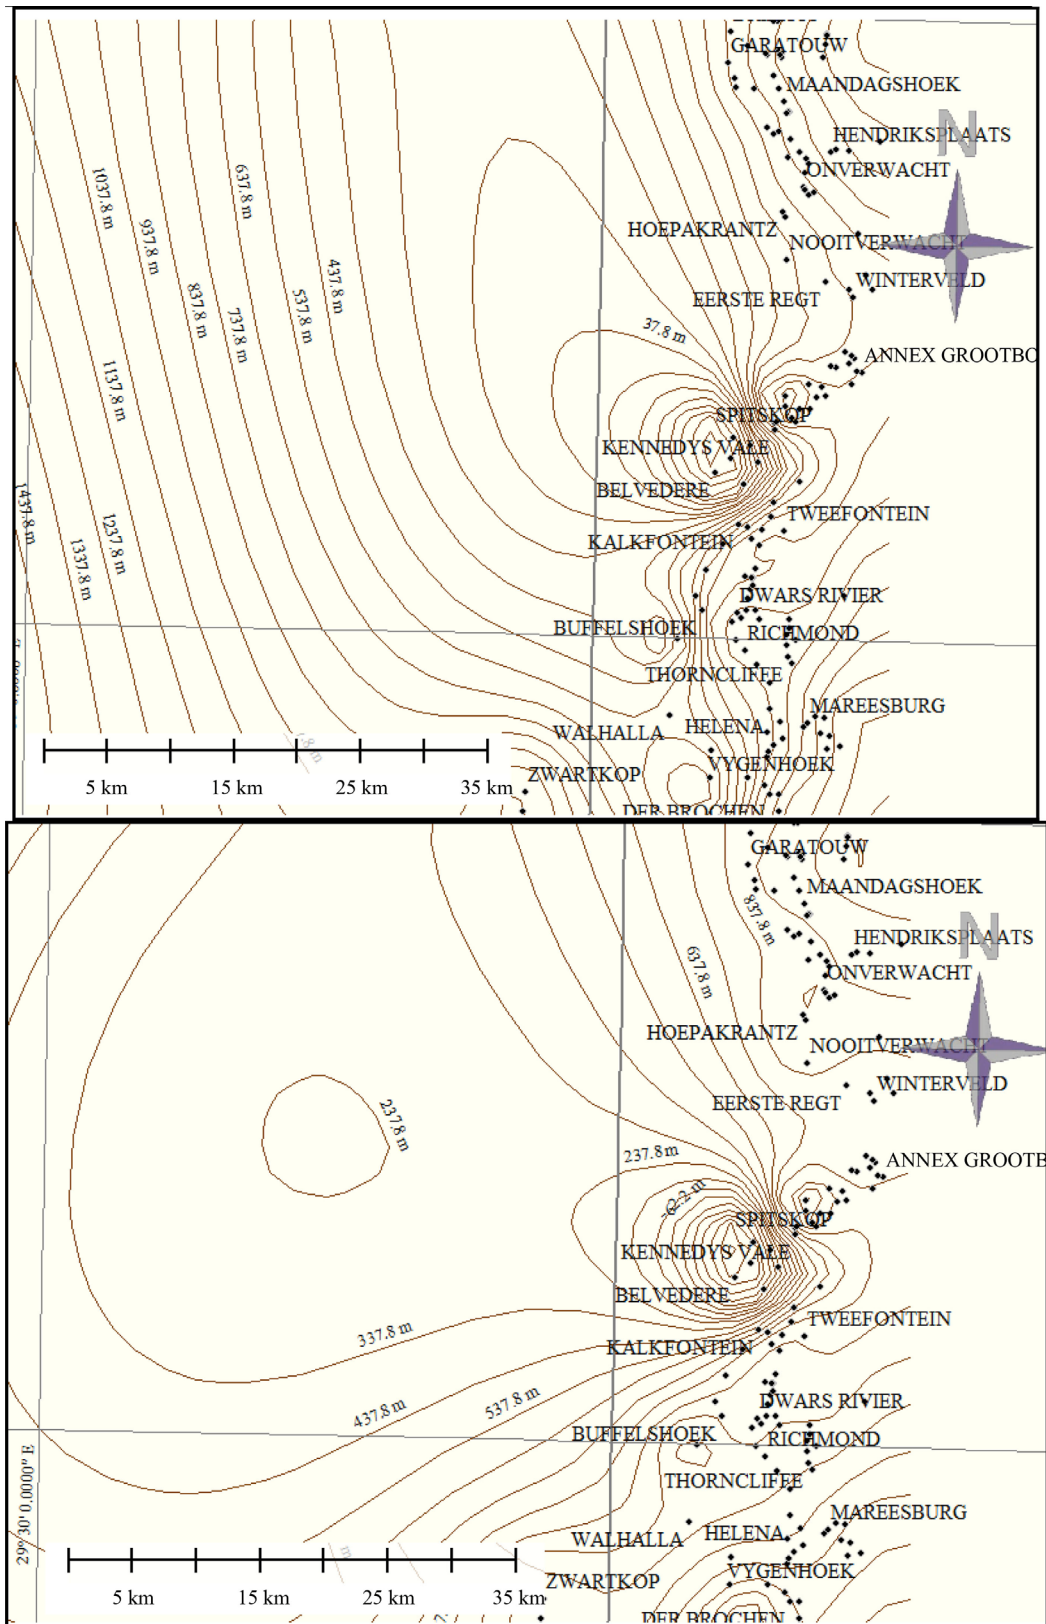 GARATOUW
MAANDAGSHOEK
N
HENDRIKSPLAATS
ONVERWACHT
637.8 m
1037.8 m
937.8 m
HOEPAKRANTZ
NOOITVERWACHT
437.8 m
WINTERVELD
837.8 m
537.8 m
EERSTE REGT
737.8 m
37.8 m
ANNEX GROOTBO
1137.8 m
SPITSKOP
KENNEDYS VALE
BELVEDERE
1437.8 m
TWEEFONTEIN
1237.8 m
KALKFONTEIN
1337.8 m
DWARS RIVIER
BUFFELSHOEK
RICHMOND
THORNCLIFFE
MAREESBURG
WALHALLA
HELENA
VYGENHOEK
ZWARTKOP
5 km 15 km 25 km 35 km
DER BROCHEN
GARATOUW
MAANDAGSHOEK
837.8 m
N
HENDRIKSPLAATS
637.8 m
ONVERWACHT
HOEPAKRANTZ
NOOITVERWACHT
WINTERVELD
EERSTE REGT
237.8 m
237.8 m
ANNEX GROOTB
-62.2 m
SPITSKOP
KENNEDYS VALE
BELVEDERE
TWEEFONTEIN
337.8 m
KALKFONTEIN
537.8 m
437.8 m
DWARS RIVIER
BUFFELSHOEK
RICHMOND
THORNCLIFFE
29° 30' 0.0000" E
MAREESBURG
HELENA
WALHALLA
VYGENHOEK
ZWARTKOP
5 km 15 km 25 km 35 km
DER BROCHEN